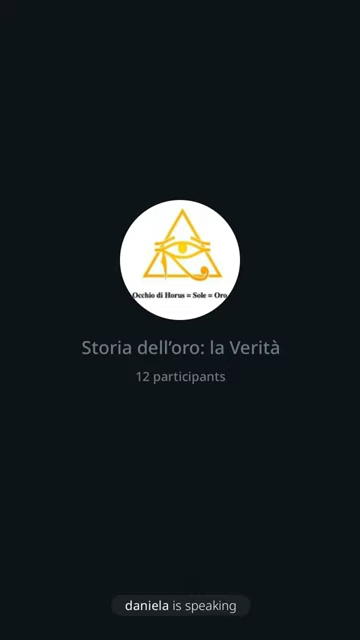 Occhio di Horus = Sole = Oro
Storia dell’oro: la Verità
12 participants
daniela is speaking